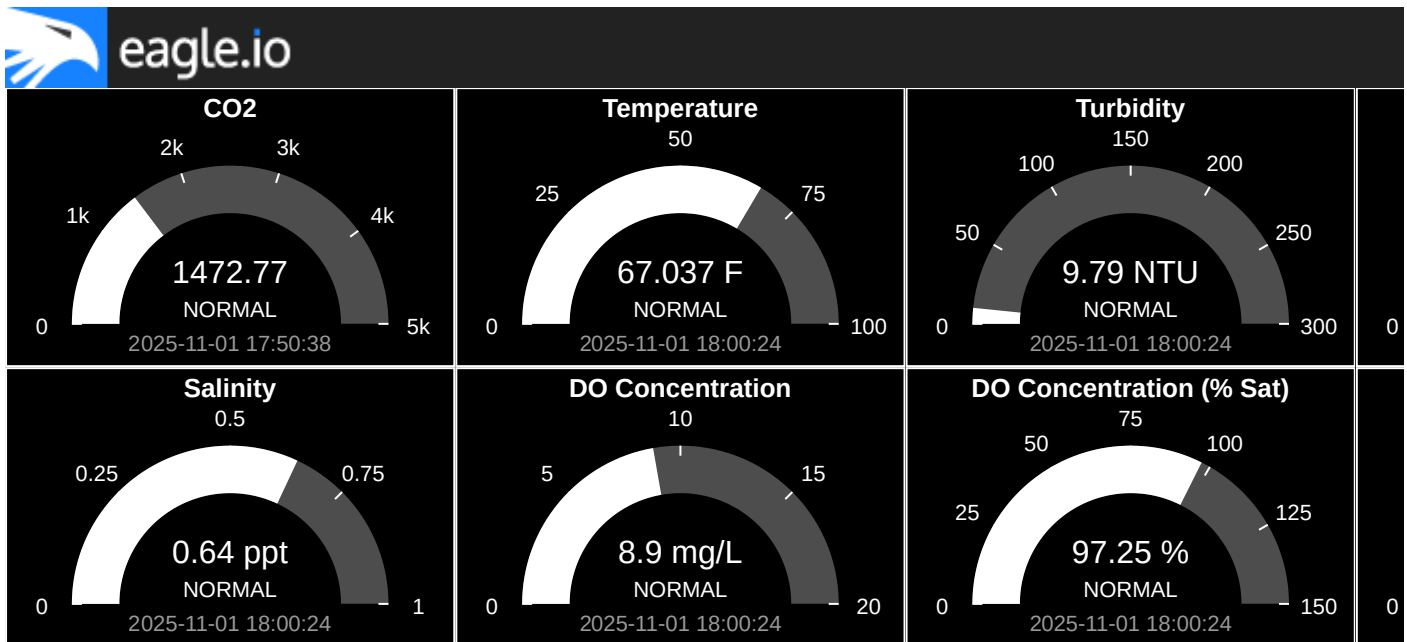 eagle.io
CO2
2k
3k
1k
4k
0
5k
1472.77
NORMAL
2025-11-01 17:50:38
Temperature
50
25
75
0
100
67.037 F
NORMAL
2025-11-01 18:00:24
Turbidity
150
100
200
50
250
0
300
9.79 NTU
NORMAL
2025-11-01 18:00:24
0
Salinity
0.5
0.25
0.75
0
1
0.64 ppt
NORMAL
2025-11-01 18:00:24
DO Concentration
10
5
15
0
20
8.9 mg/L
NORMAL
2025-11-01 18:00:24
DO Concentration (% Sat)
75
50
100
25
125
0
150
97.25 %
NORMAL
2025-11-01 18:00:24
0